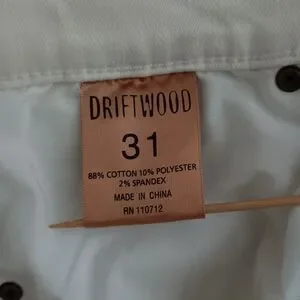 DRIFTWOOD
31
88% COTTON 10% POLYESTER
2% SPANDEX
MADE IN CHINA
RN 110712